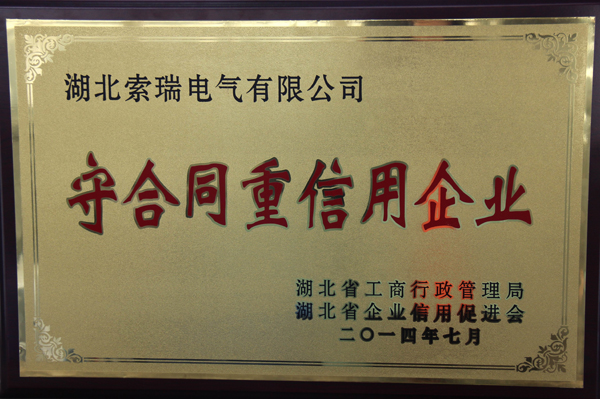 湖北索瑞电气有限公司
守合同重信用企业
湖北省工商行政管理局
湖北省企业信用促进会
二〇一四年七月